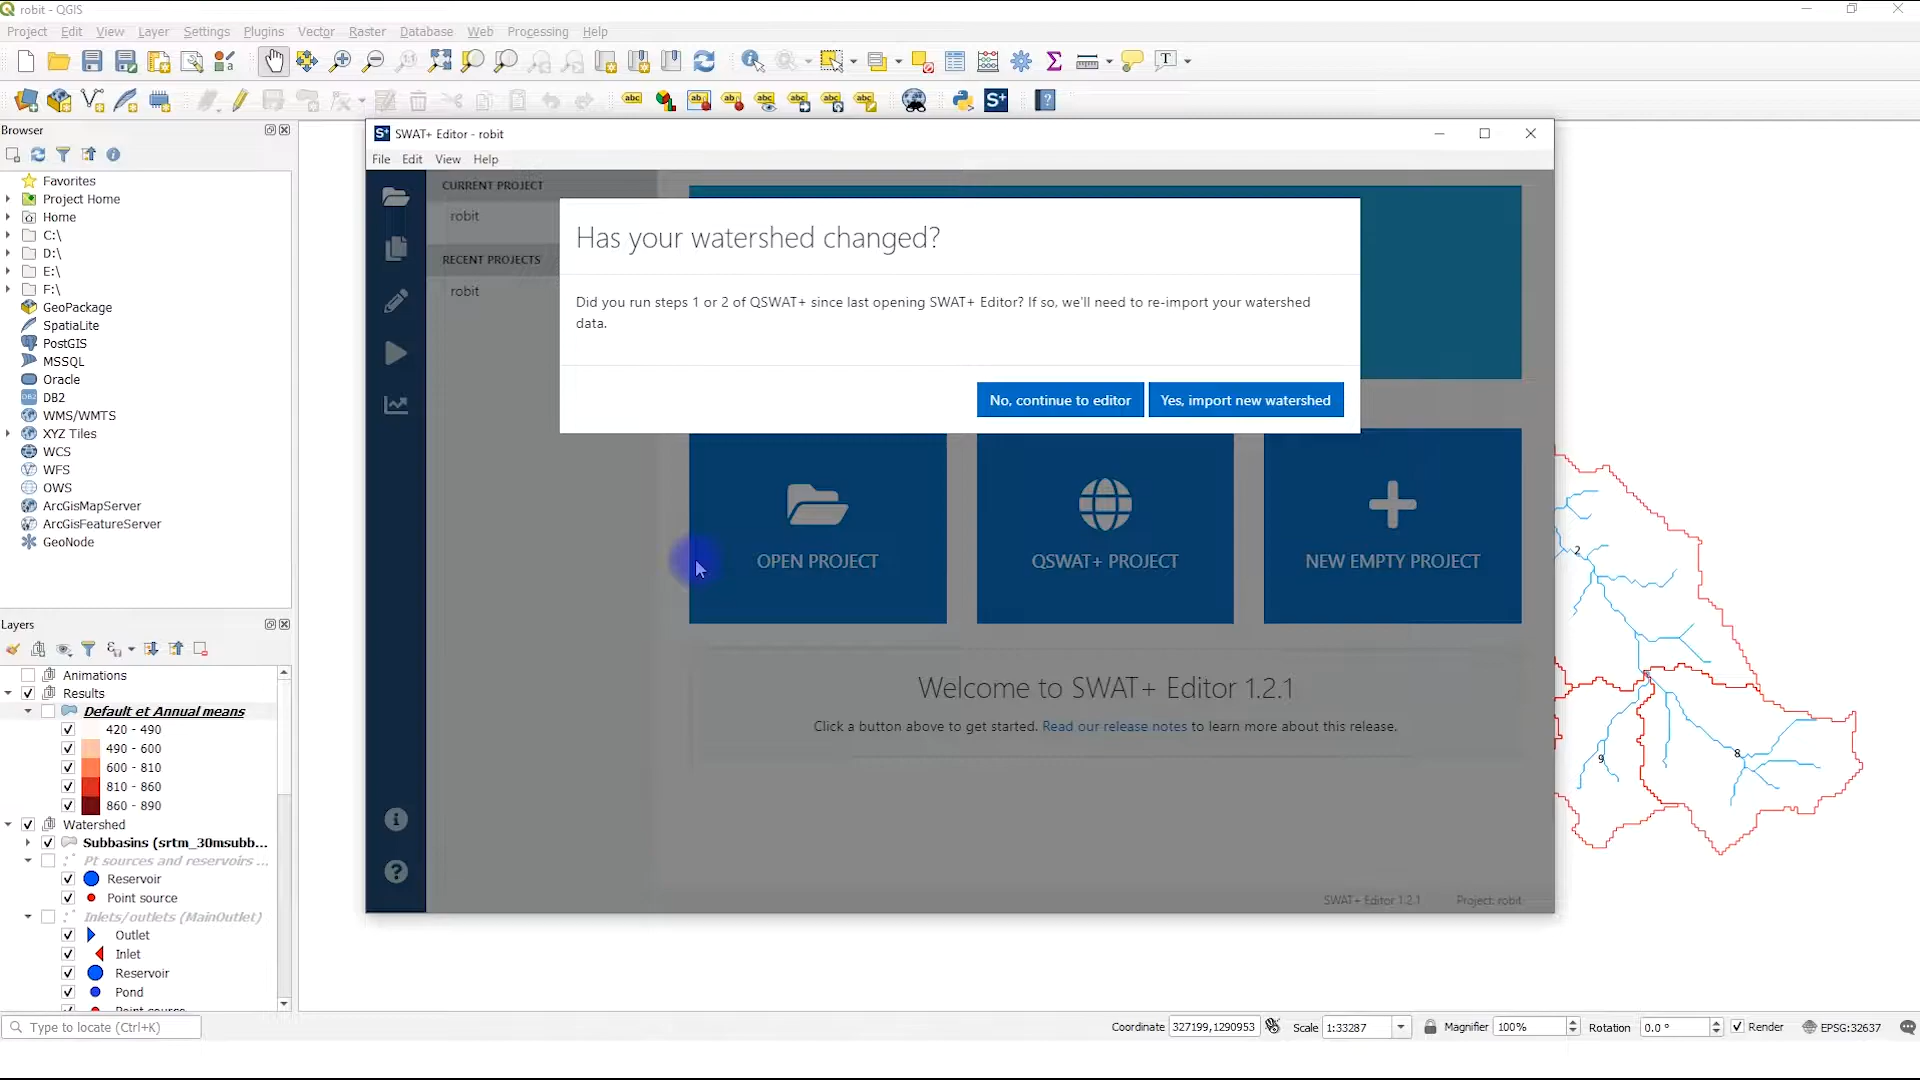 robit - QGIS
Project Edit View Layer Settings Plugins Vector Raster Database Web Processing Help
Browser
Favorites
Project Home
Home
C:\
D:\
E:\
F:\
GeoPackage
SpatiaLite
PostGIS
MSSQL
Oracle
DB2
WMS/WMTS
XYZ Tiles
WCS
WFS
OWS
ArcGisMapServer
ArcGisFeatureServer
GeoNode
Layers
Animations
Results
Default et Annual means
420 - 490
490 - 600
600 - 810
810 - 860
860 - 890
Watershed
Subbasins (srtm_30msubb...
Pt sources and reservoirs ...
Reservoir
Point source
Inlets/outlets (MainOutlet)
Outlet
Inlet
Reservoir
Pond
Point source
SWAT+ Editor - robit
File Edit View Help
CURRENT PROJECT
robit
RECENT PROJECTS
robit
Has your watershed changed?
Did you run steps 1 or 2 of QSWAT+ since last opening SWAT+ Editor? If so, we'll need to re-import your watershed
data.
No, continue to editor Yes, import new watershed
OPEN PROJECT QSWAT+ PROJECT NEW EMPTY PROJECT
Welcome to SWAT+ Editor 1.2.1
Click a button above to get started. Read our release notes to learn more about this release.
SWAT+ Editor 1.2.1 Project: robit
2
8
9
Type to locate (Ctrl+K) Coordinate 327199,1290953 Scale 1:33287 Magnifier 100% Rotation 0.0 ° Render EPSG:32637